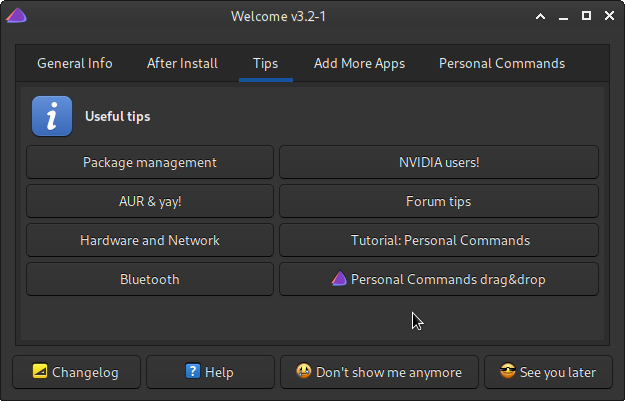 Welcome v3.2-1
General Info After Install Tips Add More Apps Personal Commands
Useful tips
Package management NVIDIA users!
AUR & yay! Forum tips
Hardware and Network Tutorial: Personal Commands
Bluetooth Personal Commands drag&drop
Changelog Help Don't show me anymore See you later